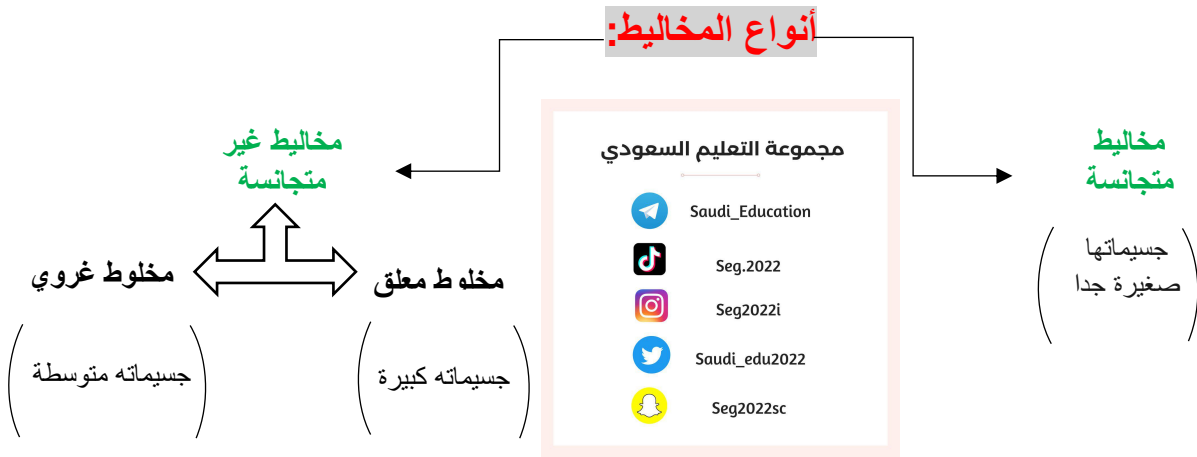 أنواع المخاليط:
مخاليط
متجانسة
جسيماتها
صغيرة جدا
مخاليط غير
متجانسة
مخلوط معلق
جسيماته كبيرة
مخلوط غروي
جسيماته متوسطة
مجموعة التعليم السعودي
Saudi_Education
Seg.2022
Seg2022i
Saudi_edu2022
Seg2022sc